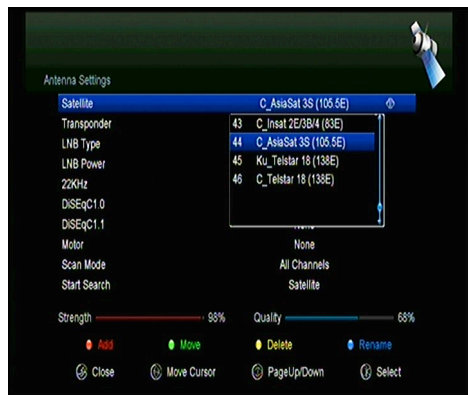 Antenna Settings
Satellite C_AsiaSat 3S (105.5E)
Transponder 43 C_Insat 2E/3B/4 (83E)
LNB Type 44 C_AsiaSat 3S (105.5E)
LNB Power 45 Ku_Telstar 18 (138E)
22KHz 46 C_Telstar 18 (138E)
DiSEqC1.0
DiSEqC1.1
Motor None
Scan Mode All Channels
Start Search Satellite
Strength 98% Quality 68%
Add Move Delete Rename
Close Move Cursor PageUp/Down Select